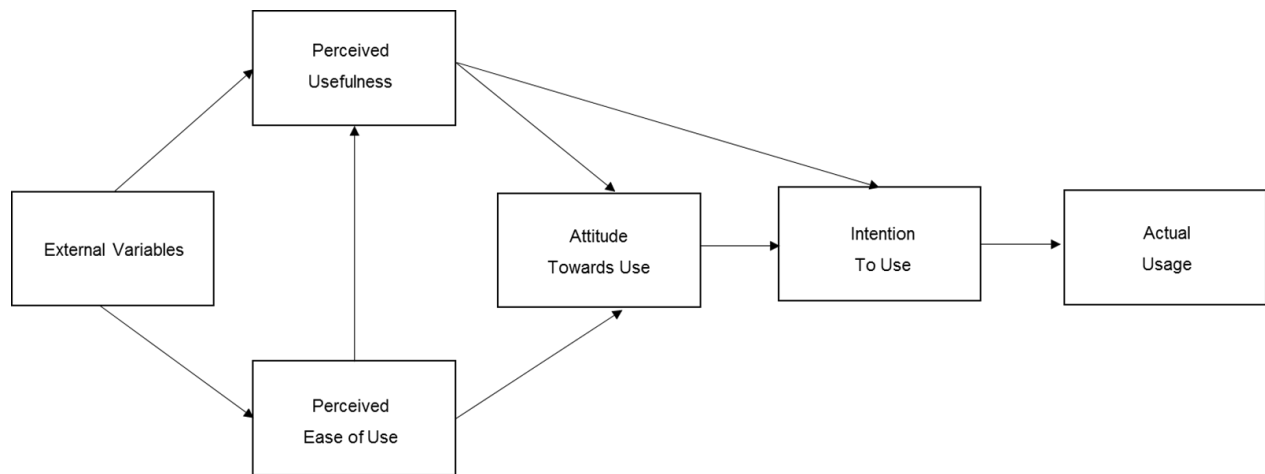 Perceived
Usefulness
External Variables
Attitude
Towards Use
Intention
To Use
Actual
Usage
Perceived
Ease of Use